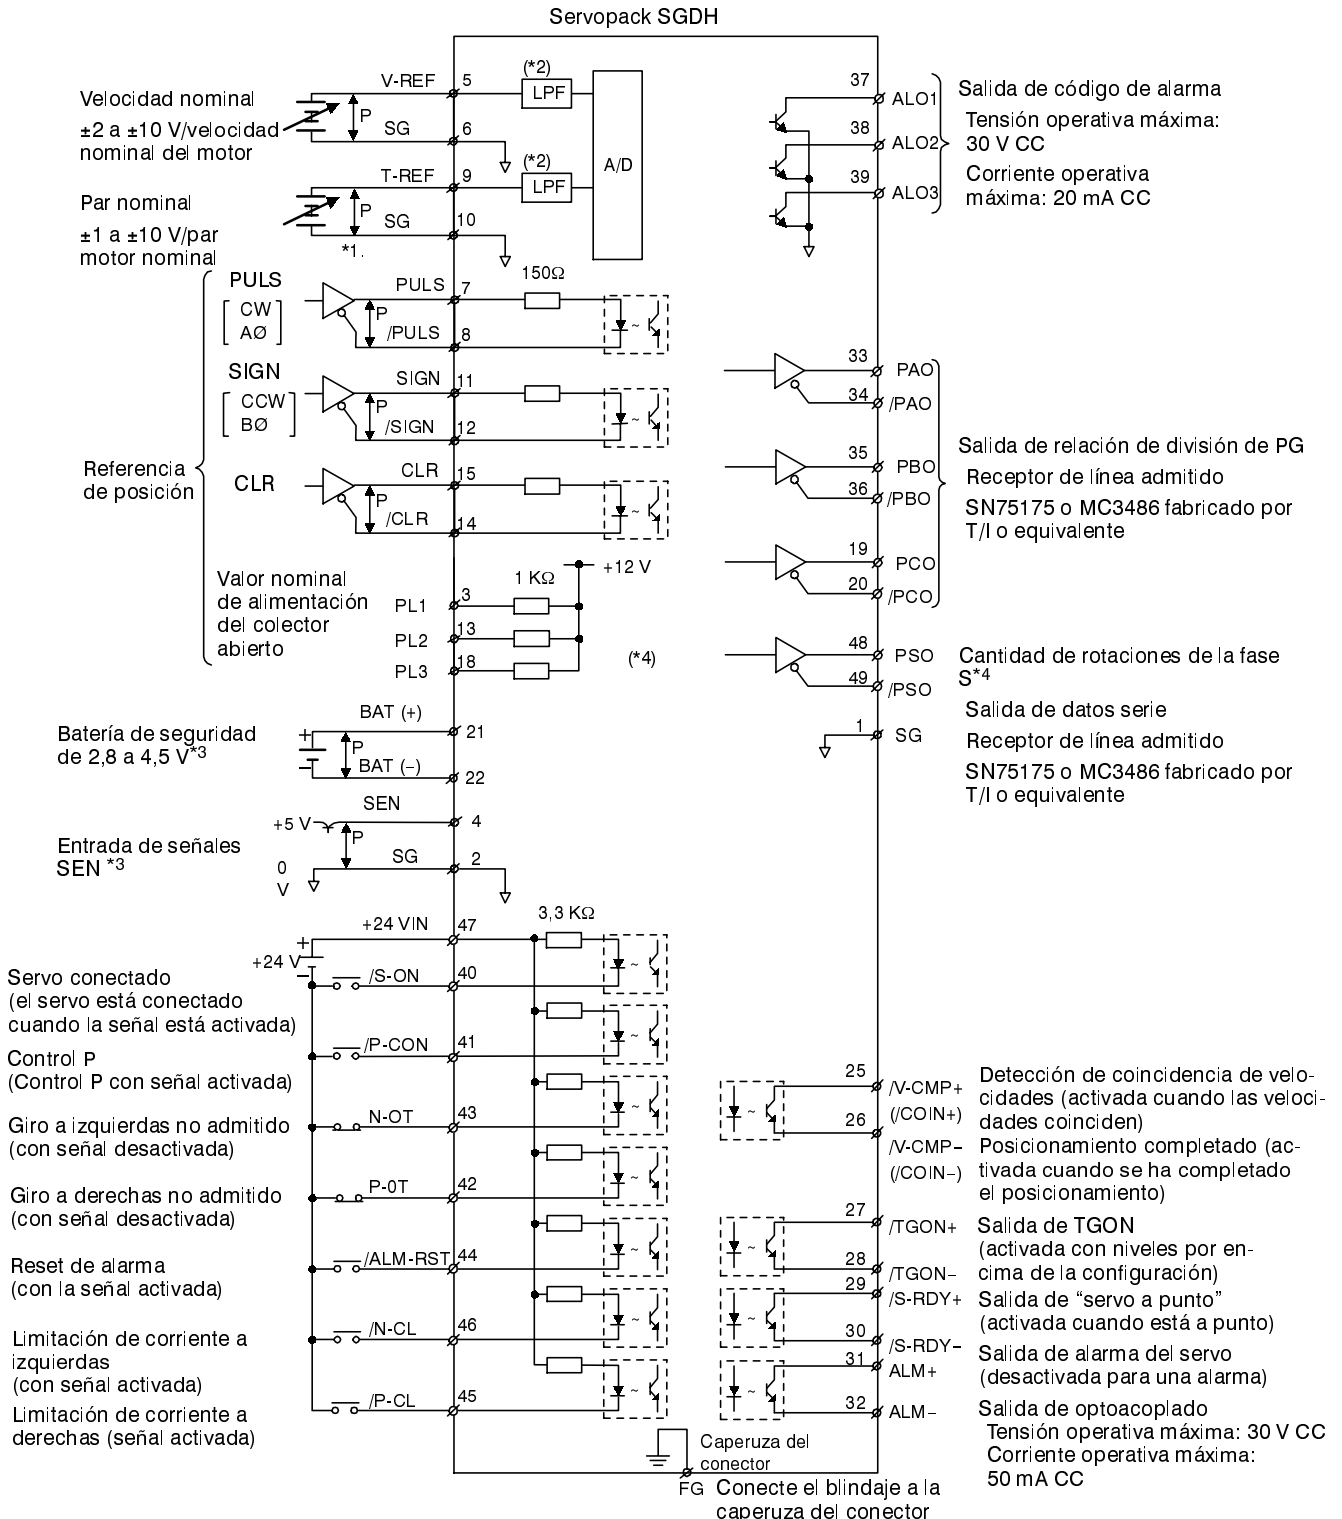 Servopack SGDH
Velocidad nominal
±2 a ±10 V/velocidad
nominal del motor
V-REF
5
(*2)
LPF
P
SG
6
A/D
Par nominal
±1 a ±10 V/par
motor nominal
T-REF
9
(*2)
LPF
P
SG
10
*1.
37
ALO1
38
ALO2
39
ALO3
Salida de código de alarma
Tensión operativa máxima:
30 V CC
Corriente operativa
máxima: 20 mA CC
Referencia
de posición
PULS
CW
AØ
PULS
7
150Ω
P
/PULS
8
~
SIGN
CCW
BØ
SIGN
11
P
/SIGN
12
~
CLR
CLR
15
P
/CLR
14
~
Valor nominal
de alimentación
del colector
abierto
+12 V
1 KΩ
PL1
3
PL2
13
PL3
18
(*4)
33
PAO
34
/PAO
35
PBO
36
/PBO
19
PCO
20
/PCO
Salida de relación de división de PG
Receptor de línea admitido
SN75175 o MC3486 fabricado por
T/I o equivalente
48
PSO
49
/PSO
1
SG
Cantidad de rotaciones de la fase
S*4
Salida de datos serie
Receptor de línea admitido
SN75175 o MC3486 fabricado por
T/I o equivalente
Batería de seguridad
de 2,8 a 4,5 V*3
BAT (+)
21
+
P
−
BAT (−)
22
Entrada de señales
SEN *3
SEN
+5 V
4
P
SG
2
0
V
+24 VIN
47
3,3 KΩ
+
+24 V
−
~
Servo conectado
(el servo está conectado
cuando la señal está activada)
/S-ON
40
~
Control P
(Control P con señal activada)
/P-CON
41
~
Giro a izquierdas no admitido
(con señal desactivada)
N-OT
43
~
Giro a derechas no admitido
(con señal desactivada)
P-0T
42
~
Reset de alarma
(con la señal activada)
/ALM-RST
44
~
Limitación de corriente a
izquierdas
(con señal activada)
/N-CL
46
~
Limitación de corriente a
derechas (señal activada)
/P-CL
45
25
/V-CMP+
(/COIN+)
~
26
/V-CMP−
(/COIN−)
Detección de coincidencia de velo-
cidades (activada cuando las veloci-
dades coinciden)
Posicionamiento completado (ac-
tivada cuando se ha completado
el posicionamiento)
27
/TGON+
~
28
/TGON−
Salida de TGON
(activada con niveles por en-
cima de la configuración)
29
/S-RDY+
~
30
/S-RDY−
Salida de “servo a punto”
(activada cuando está a punto)
31
ALM+
~
32
ALM−
Salida de alarma del servo
(desactivada para una alarma)
Salida de optoacoplado
Tensión operativa máxima: 30 V CC
Corriente operativa máxima:
50 mA CC
Caperuza del
conector
FG
Conecte el blindaje a la
caperuza del conector